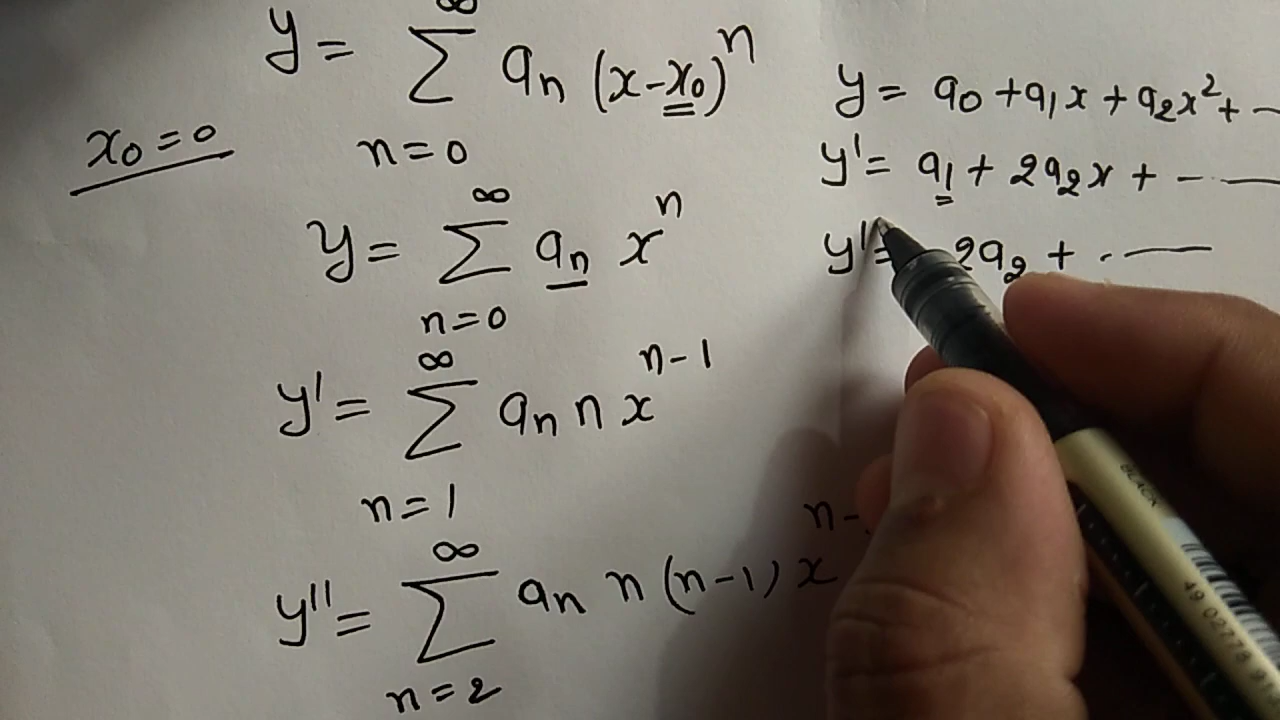 ∞
y = Σ aₙ (x-x₀)ⁿ
n=0
x₀=0
∞
y = Σ aₙ xⁿ
n=0
∞
y' = Σ aₙ n xⁿ⁻¹
n=1
∞
y'' = Σ aₙ n (n-1) x
n-
n=2
y = a₀ + a₁x + a₂x² + ...
y' = a₁ + 2a₂x + ...
y' = 2a₂ + ...
BLACK